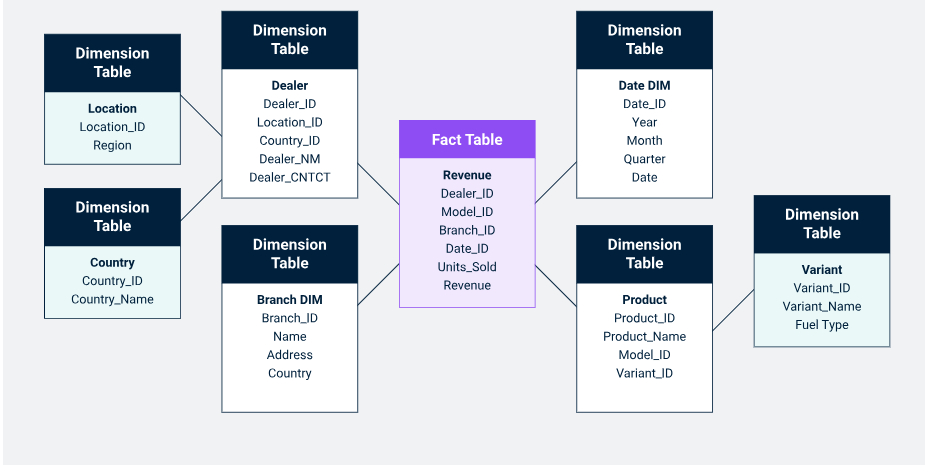 Dimension
Table
Location
Location_ID
Region
Dimension
Table
Country
Country_ID
Country_Name
Dimension
Table
Dealer
Dealer_ID
Location_ID
Country_ID
Dealer_NM
Dealer_CNTCT
Dimension
Table
Branch DIM
Branch_ID
Name
Address
Country
Fact Table
Revenue
Dealer_ID
Model_ID
Branch_ID
Date_ID
Units_Sold
Revenue
Dimension
Table
Date DIM
Date_ID
Year
Month
Quarter
Date
Dimension
Table
Product
Product_ID
Product_Name
Model_ID
Variant_ID
Dimension
Table
Variant
Variant_ID
Variant_Name
Fuel Type